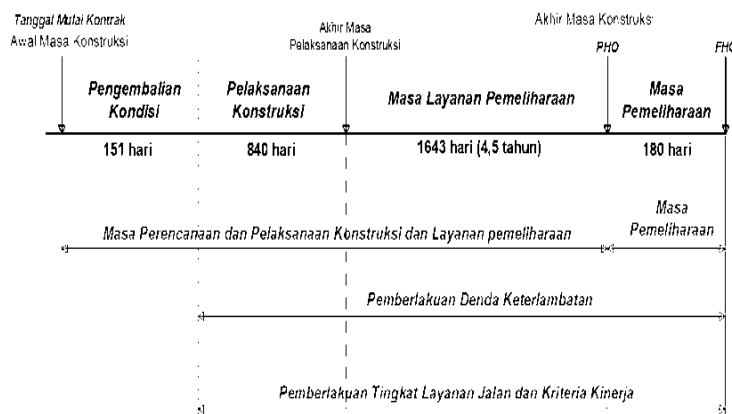 Tanggal Mulai Kontrak
Awal Masa Konstruksi
Akhir Masa
Pelaksanaan Konstruksi
Akhir Masa Konstruks
PHO
FHO
Pengembalian
Kondisi
Pelaksanaan
Konstruksi
Masa Layanan Pemeliharaan
Masa
Pemeliharaan
151 hari
840 hari
1643 hari (4,5 tahun)
180 hari
Masa
Pemeliharaan
Masa Perencanaan dan Pelaksanaan Konstruksi dan Layanan pemeliharaan
Pemberlakuan Denda Keterlambatan
Pemberlakuan Tingkat Layanan Jalan dan Kriteria Kinerja